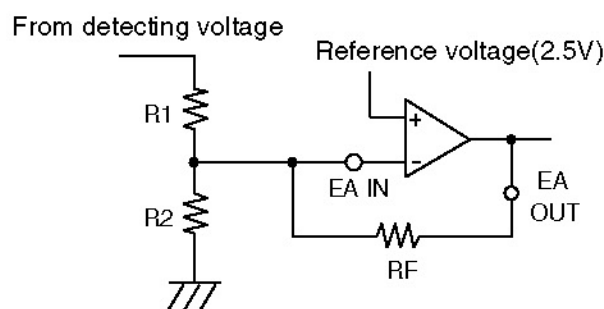 From detecting voltage
Reference voltage(2.5V)
R1
+
-
EA IN
EA
OUT
R2
RF